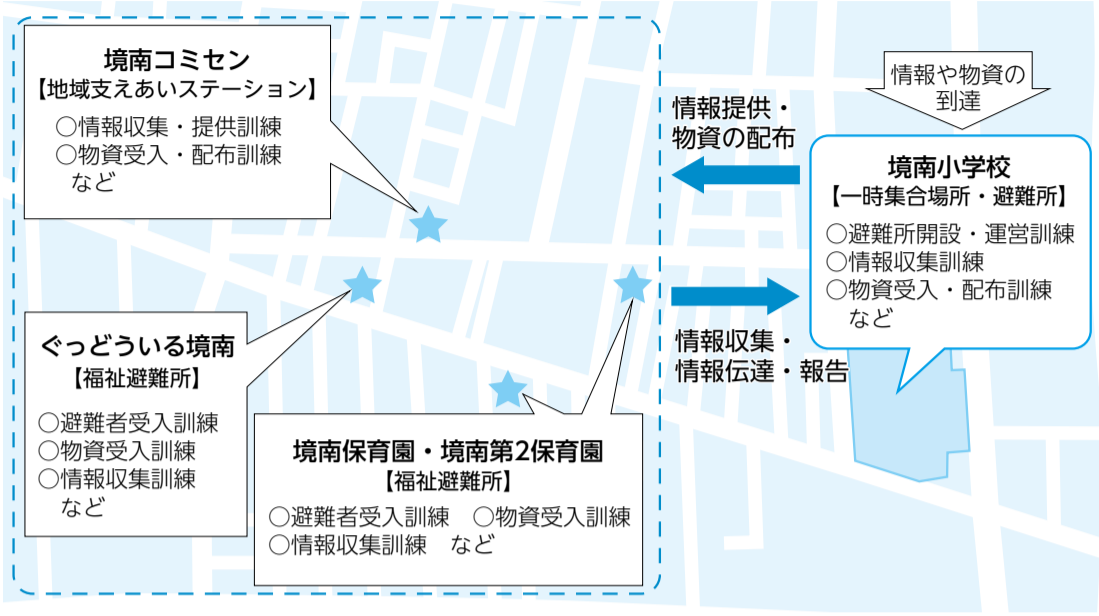 境南コミセン
【地域支えあいステーション】
○情報収集・提供訓練
○物資受入・配布訓練
など
情報や物資の
到達
情報提供・
物資の配布
境南小学校
【一時集合場所・避難所】
○避難所開設・運営訓練
○情報収集訓練
○物資受入・配布訓練
など
情報収集・
情報伝達・報告
ぐっどういる境南
【福祉避難所】
○避難者受入訓練
○物資受入訓練
○情報収集訓練
など
境南保育園・境南第2保育園
【福祉避難所】
○避難者受入訓練　○物資受入訓練
○情報収集訓練　など